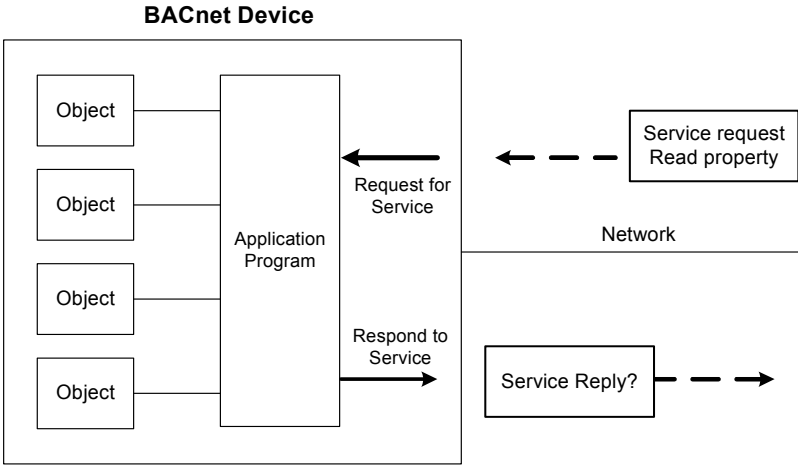 BACnet Device
Object
Object
Object
Object
Application
Program
Request for
Service
Respond to
Service
Service request
Read property
Network
Service Reply?